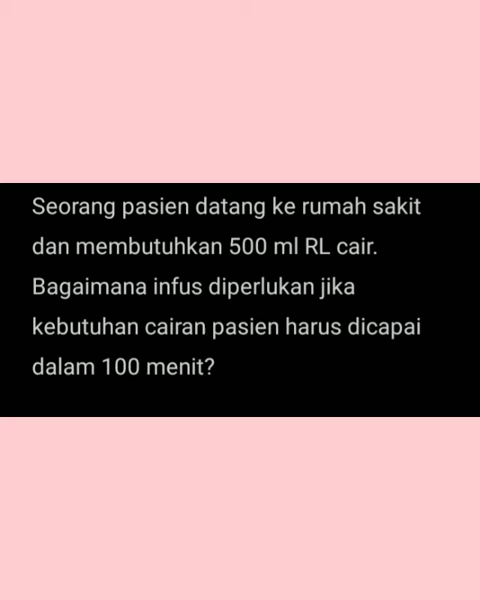 Seorang pasien datang ke rumah sakit
dan membutuhkan 500 ml RL cair.
Bagaimana infus diperlukan jika
kebutuhan cairan pasien harus dicapai
dalam 100 menit?